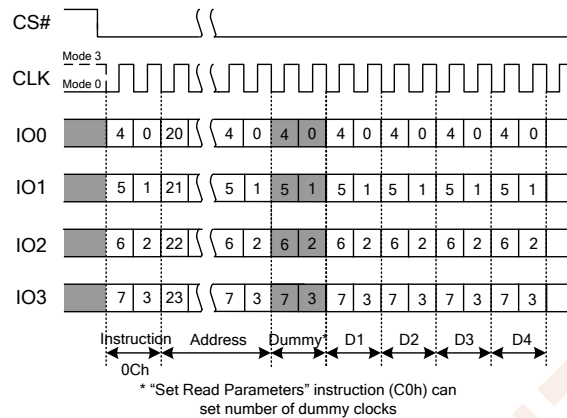 CS#
Mode 3
CLK
Mode 0
IO0 4 0 20 4 0 4 0 4 0 4 0 4 0 4 0
IO1 5 1 21 5 1 5 1 5 1 5 1 5 1 5 1
IO2 6 2 22 6 2 6 2 6 2 6 2 6 2 6 2
IO3 7 3 23 7 3 7 3 7 3 7 3 7 3 7 3
Instruction Address Dummy* D1 D2 D3 D4
0Ch
* “Set Read Parameters” instruction (C0h) can
set number of dummy clocks